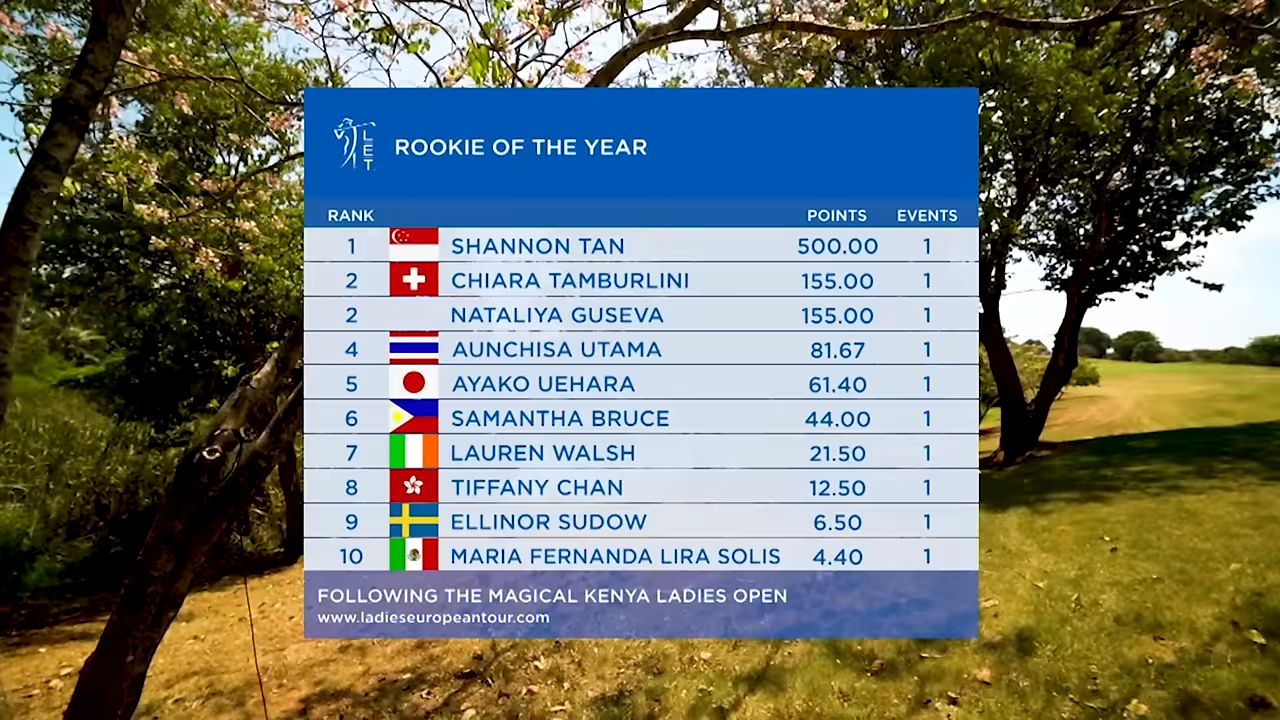 LET
ROOKIE OF THE YEAR
RANK POINTS EVENTS
1 SHANNON TAN 500.00 1
2 CHIARA TAMBURLINI 155.00 1
2 NATALIYA GUSEVA 155.00 1
4 AUNCHISA UTAMA 81.67 1
5 AYAKO UEHARA 61.40 1
6 SAMANTHA BRUCE 44.00 1
7 LAUREN WALSH 21.50 1
8 TIFFANY CHAN 12.50 1
9 ELLINOR SUDOW 6.50 1
10 MARIA FERNANDA LIRA SOLIS 4.40 1
FOLLOWING THE MAGICAL KENYA LADIES OPEN
www.ladieseuropeantour.com